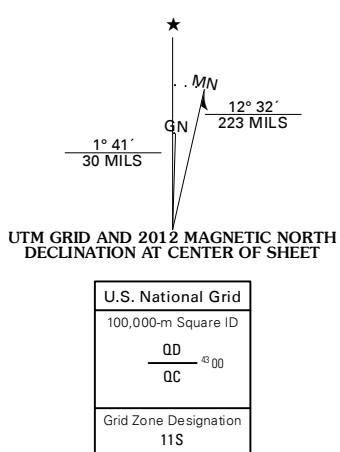 ★
MN
12° 32´
223 MILS
GN
1° 41´
30 MILS
UTM GRID AND 2012 MAGNETIC NORTH
DECLINATION AT CENTER OF SHEET
U.S. National Grid
100,000-m Square ID
QD
43 00
QC
Grid Zone Designation
11S